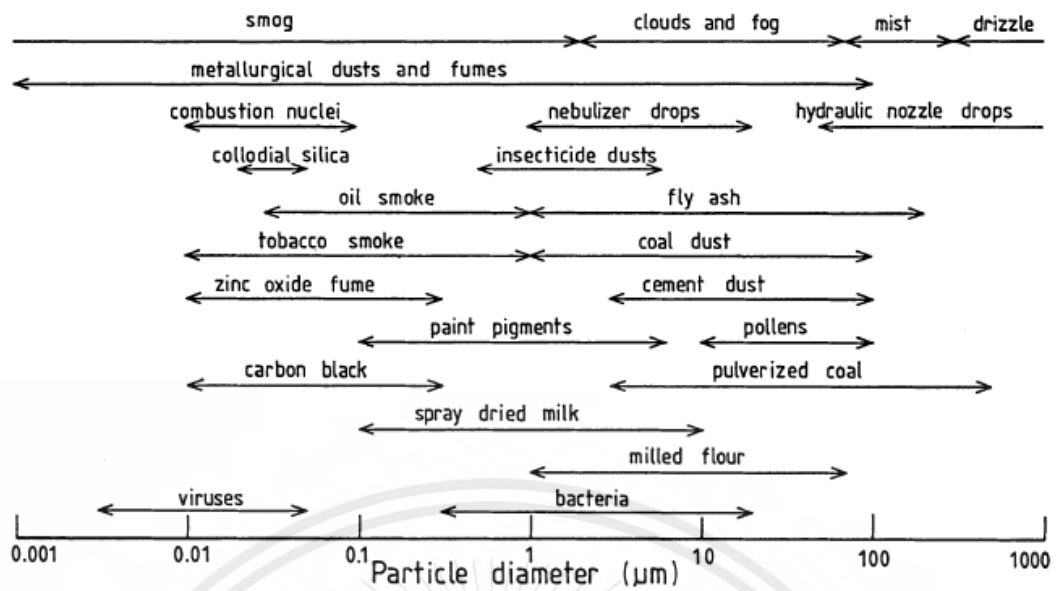 smog clouds and fog mist drizzle
metallurgical dusts and fumes
combustion nuclei nebulizer drops hydraulic nozzle drops
collodial silica insecticide dusts
oil smoke fly ash
tobacco smoke coal dust
zinc oxide fume cement dust
paint pigments pollens
carbon black pulverized coal
spray dried milk
milled flour
viruses bacteria
0.001 0.01 0.1 1 10 100 1000
Particle diameter (µm)